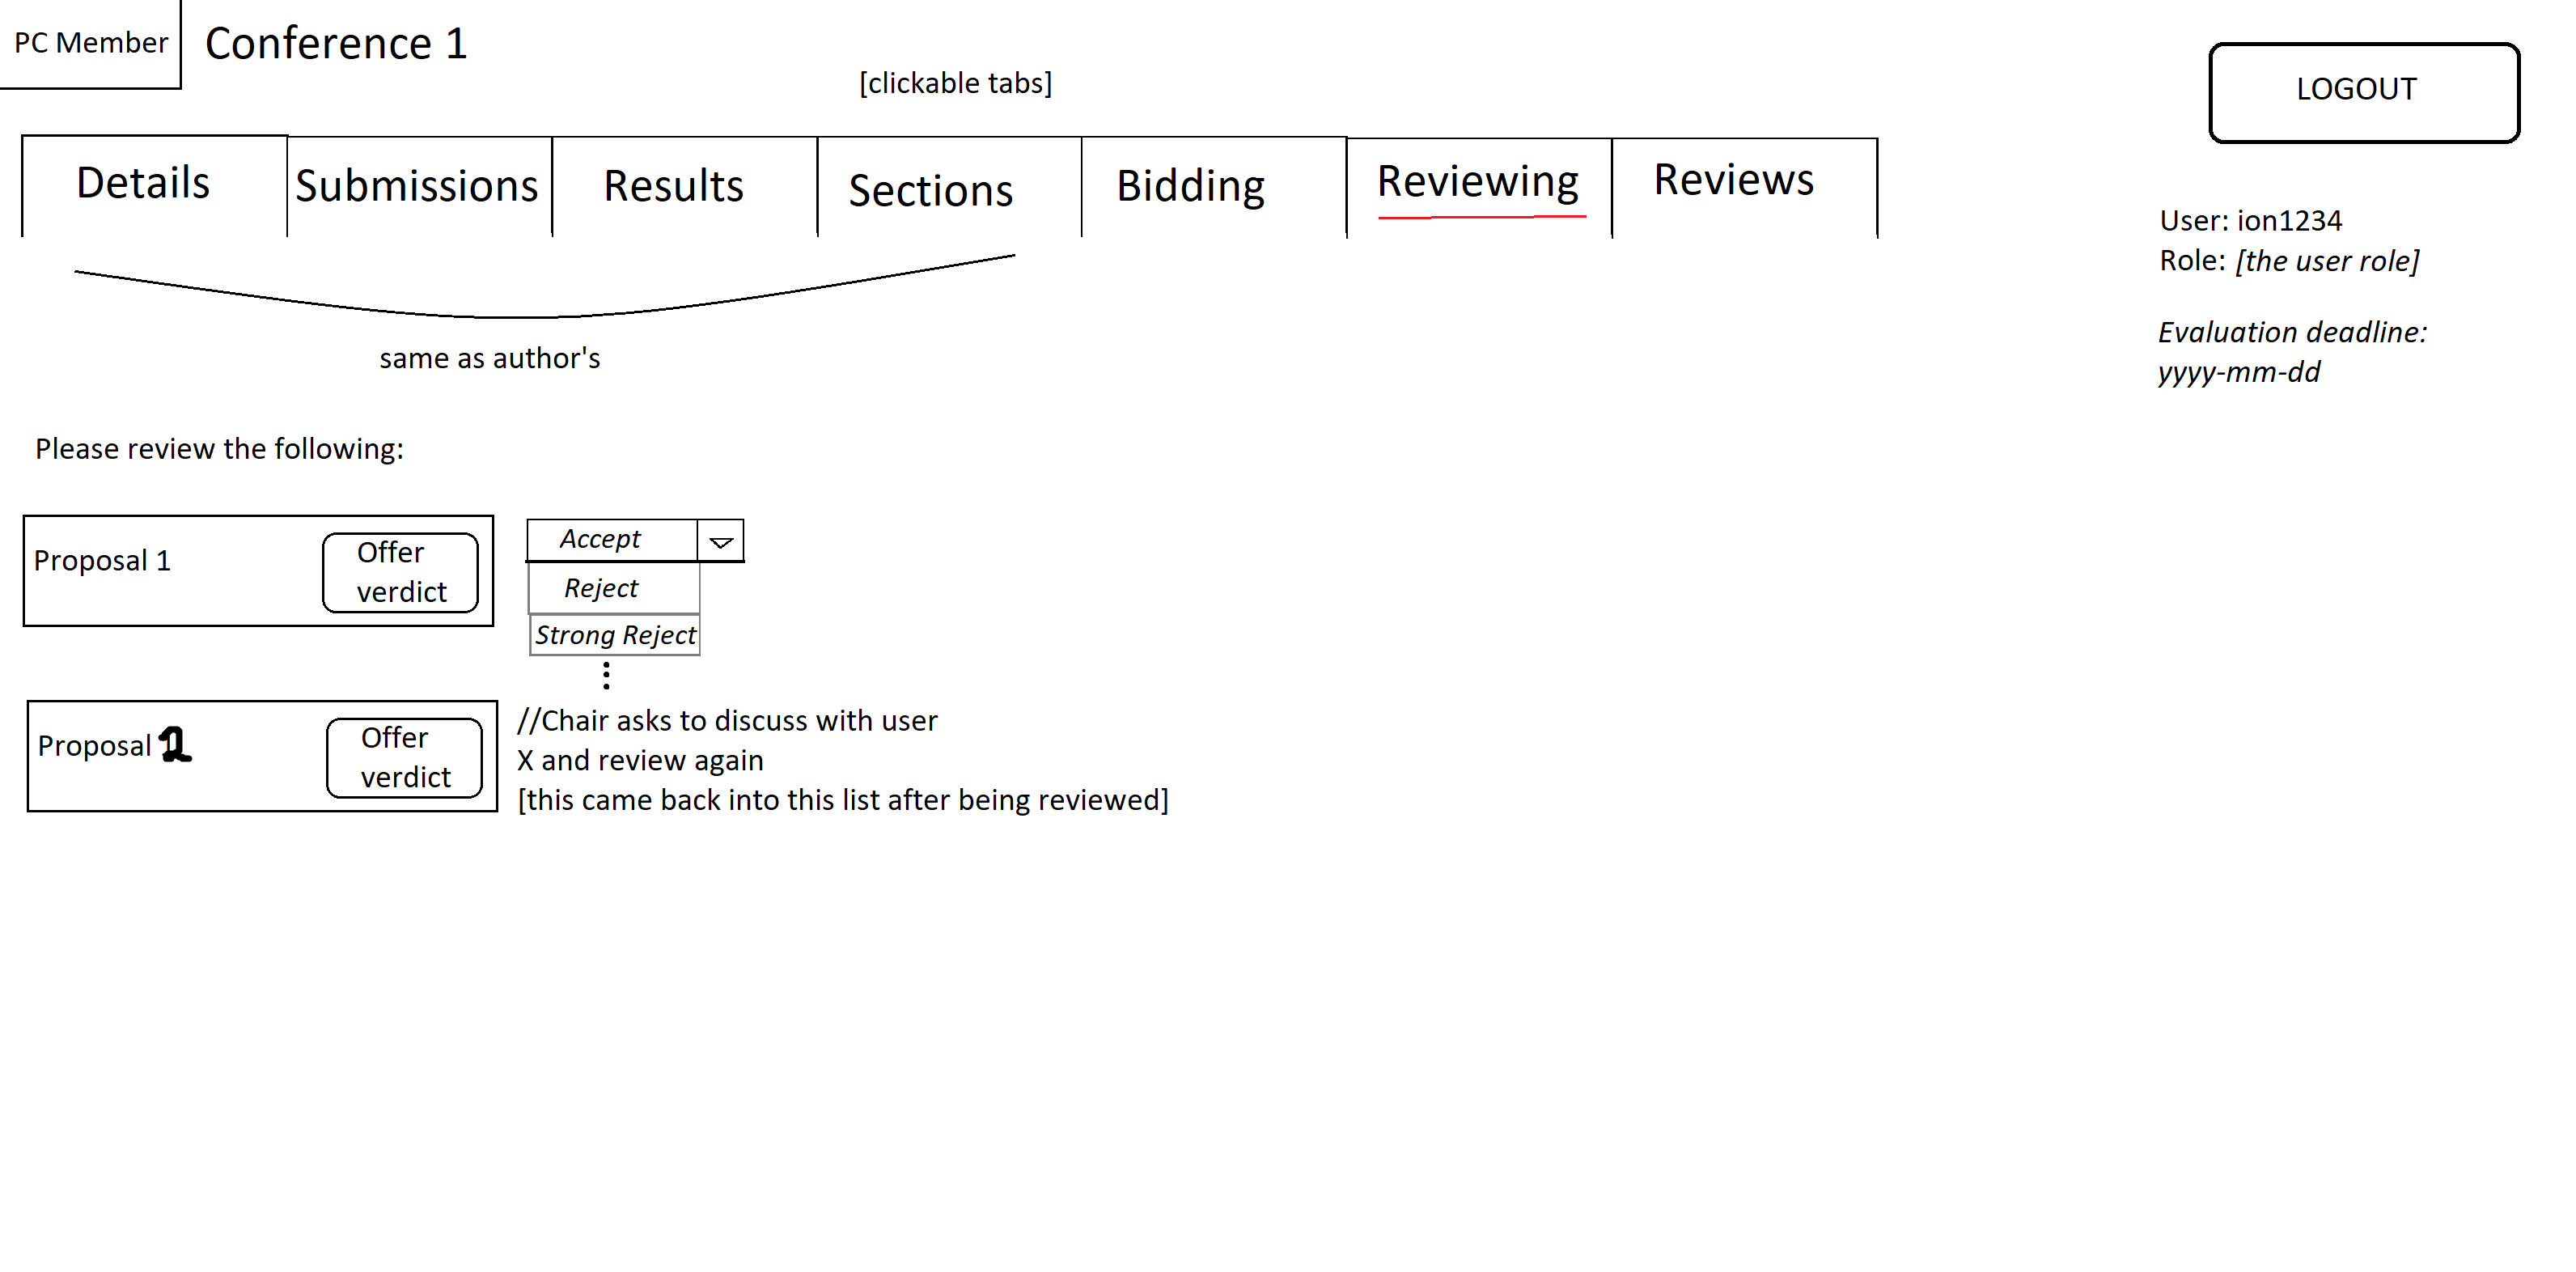 PC Member
Conference 1
[clickable tabs]
LOGOUT
Details
Submissions
Results
Sections
Bidding
Reviewing
Reviews
User: ion1234
Role: [the user role]
Evaluation deadline:
yyyy-mm-dd
same as author's
Please review the following:
Proposal 1
Offer
verdict
Accept
Reject
Strong Reject
Proposal 2
Offer
verdict
//Chair asks to discuss with user
X and review again
[this came back into this list after being reviewed]